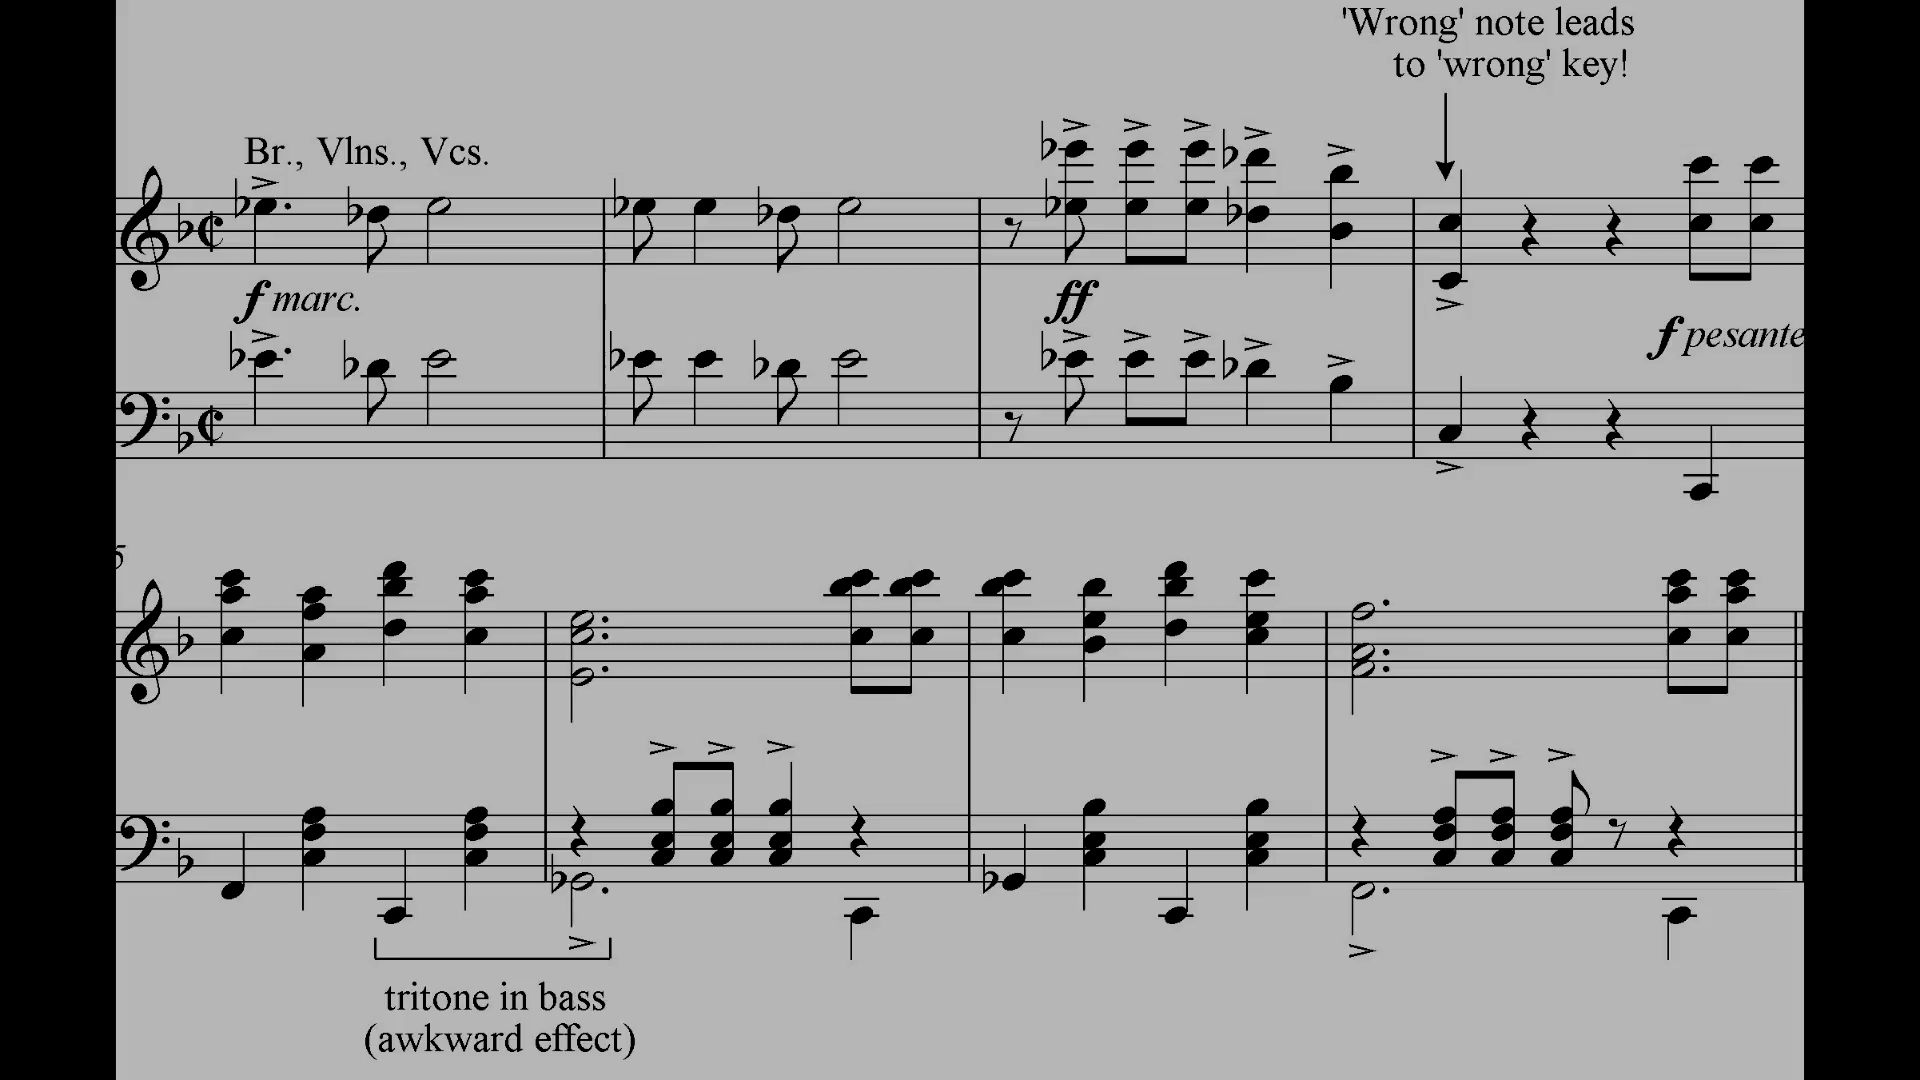 'Wrong' note leads
to 'wrong' key!
Br., Vlns., Vcs.
f marc.
ff
f pesante
5
tritone in bass
(awkward effect)